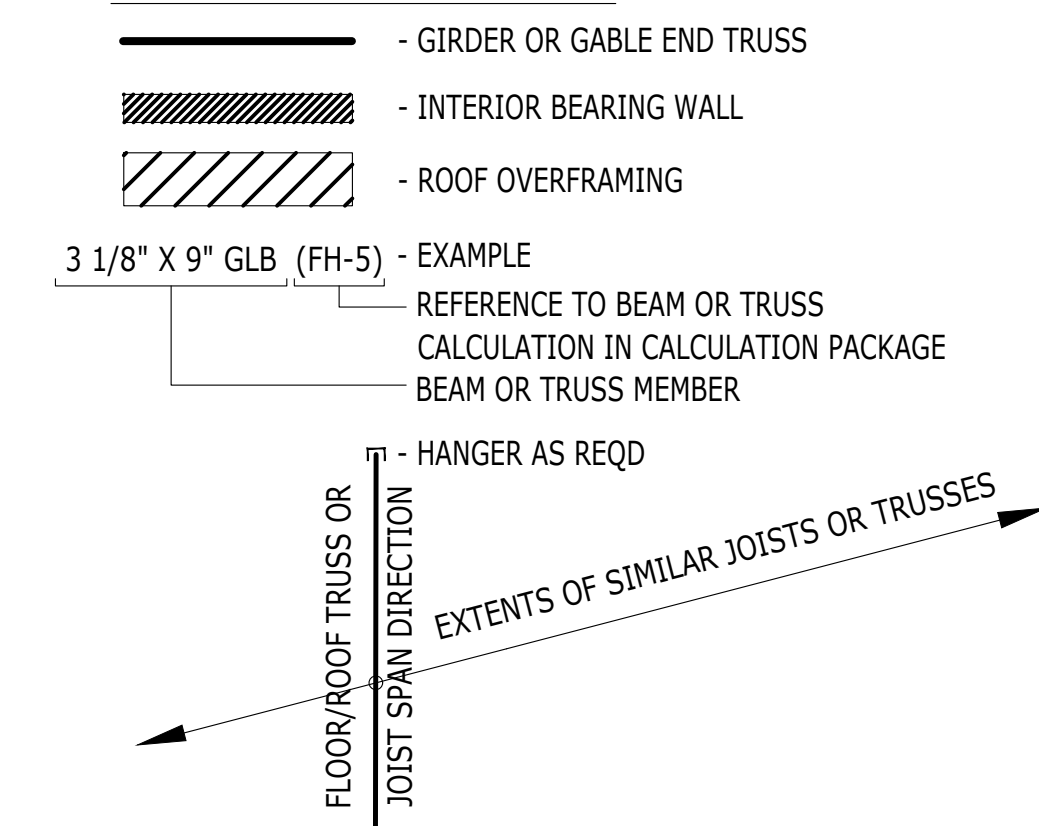 - GIRDER OR GABLE END TRUSS
- INTERIOR BEARING WALL
- ROOF OVERFRAMING
3 1/8" X 9" GLB (FH-5) - EXAMPLE
REFERENCE TO BEAM OR TRUSS
CALCULATION IN CALCULATION PACKAGE
BEAM OR TRUSS MEMBER
- HANGER AS REQD
FLOOR/ROOF TRUSS OR
JOIST SPAN DIRECTION
EXTENTS OF SIMILAR JOISTS OR TRUSSES